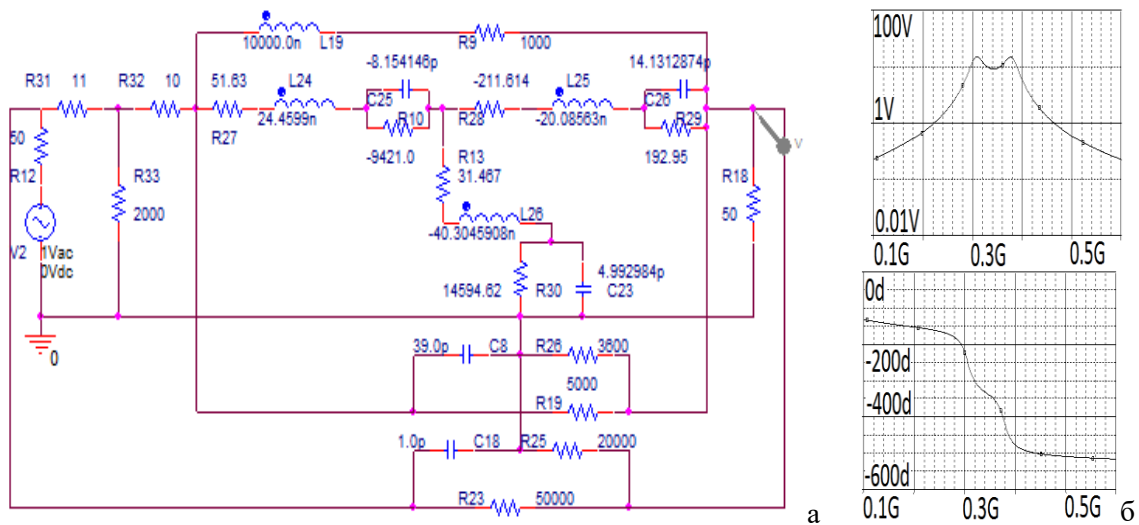 10000.0n
L19
R9
1000
R31
11
R32
10
51.63
L24
-8.154146p
-211.614
L25
14.1312874p
R27
24.4599n
C25
R10
R28
-20.08563n
C26
R29
50
-9421.0
192.95
R12
R13
31.467
R33
2000
R18
50
L26
-40.3045908n
V2
1Vac
0Vdc
4.992984p
14594.62
R30
C23
0
39.0p
C8
R26
3600
5000
R19
1.0p
C18
R25
20000
R23
50000
V
а
100V
1V
0.01V
0.1G
0.3G
0.5G
0d
-200d
-400d
-600d
0.1G
0.3G
0.5G
б